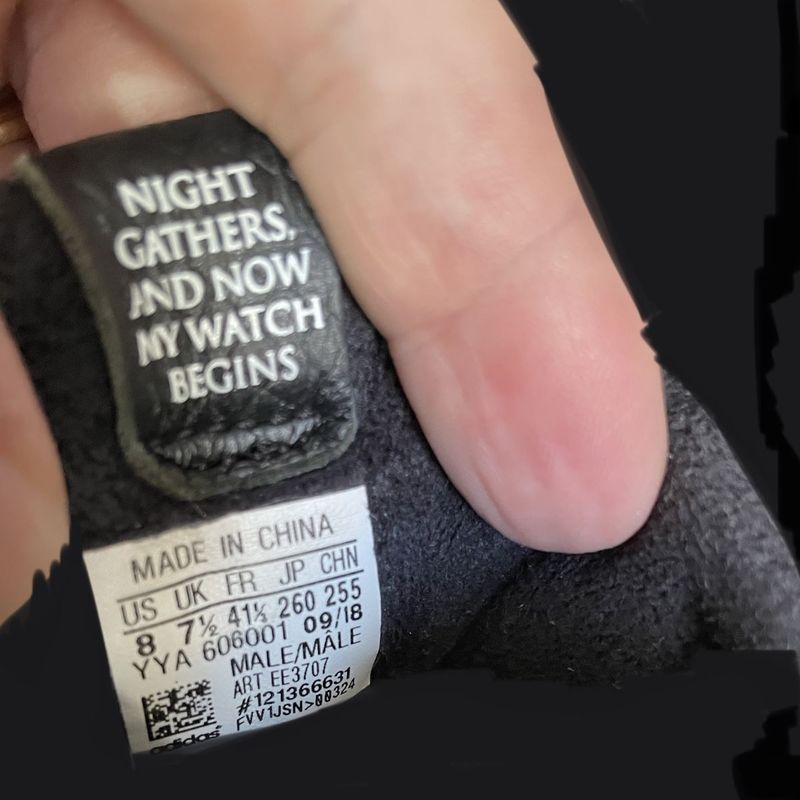 NIGHT
GATHERS,
AND NOW
MY WATCH
BEGINS
MADE IN CHINA
US UK FR JP CHN
8 7½ 41⅓ 260 255
YYA 606001 09/18
MALE/MÂLE
ART EE3707
#121366631
FVV1JSN>00324
adidas